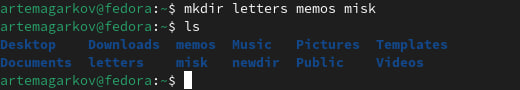 artemagarkov@fedora:~$ mkdir letters memos misk
artemagarkov@fedora:~$ ls
Desktop    Downloads  memos  Music   Pictures  Templates
Documents  letters    misk   newdir  Public    Videos
artemagarkov@fedora:~$